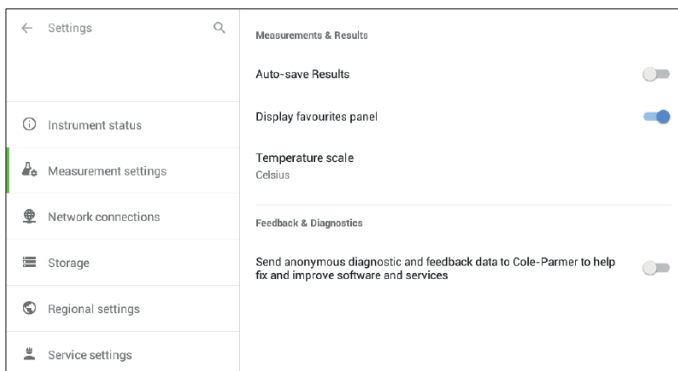 Settings
Instrument status
Measurement settings
Network connections
Storage
Regional settings
Service settings
Measurements & Results
Auto-save Results
Display favourites panel
Temperature scale
Celsius
Feedback & Diagnostics
Send anonymous diagnostic and feedback data to Cole-Parmer to help
fix and improve software and services